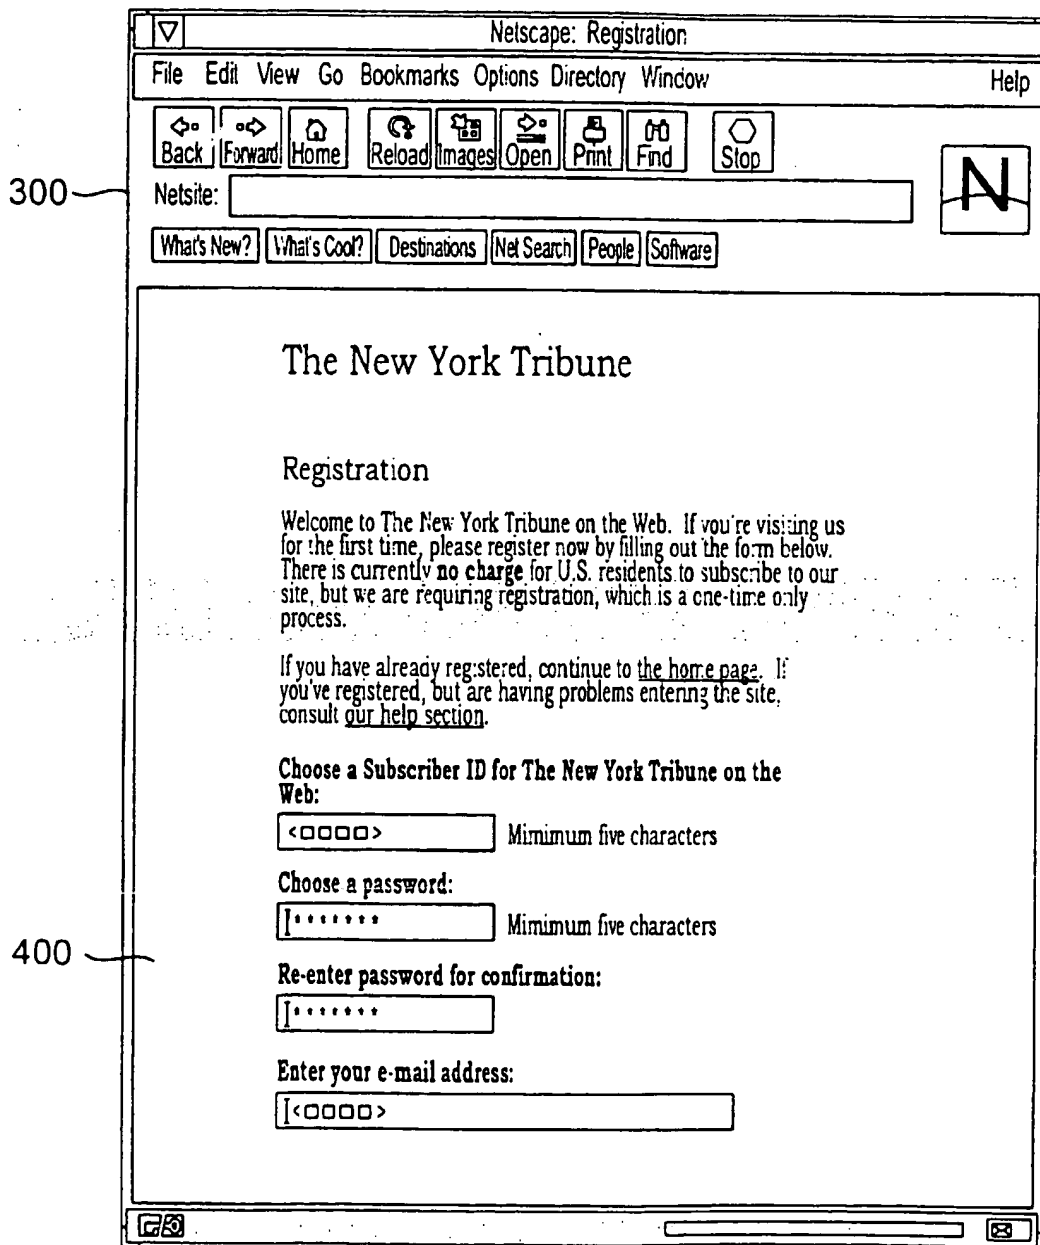 Netscape: Registration
File Edit View Go Bookmarks Options Directory Window Help
Back Forward Home Reload Images Open Print Find Stop
N
300
Netsite:
What's New? What's Cool? Destinations Net Search People Software
The New York Tribune
Registration
Welcome to The New York Tribune on the Web. If you're visiting us
for the first time, please register now by filling out the form below.
There is currently no charge for U.S. residents to subscribe to our
site, but we are requiring registration, which is a one-time only
process.
If you have already registered, continue to the home page. If
you've registered, but are having problems entering the site,
consult our help section.
Choose a Subscriber ID for The New York Tribune on the
Web:
<□□□□> Mimimum five characters
Choose a password:
******* Mimimum five characters
400
Re-enter password for confirmation:
*******
Enter your e-mail address:
<□□□□>